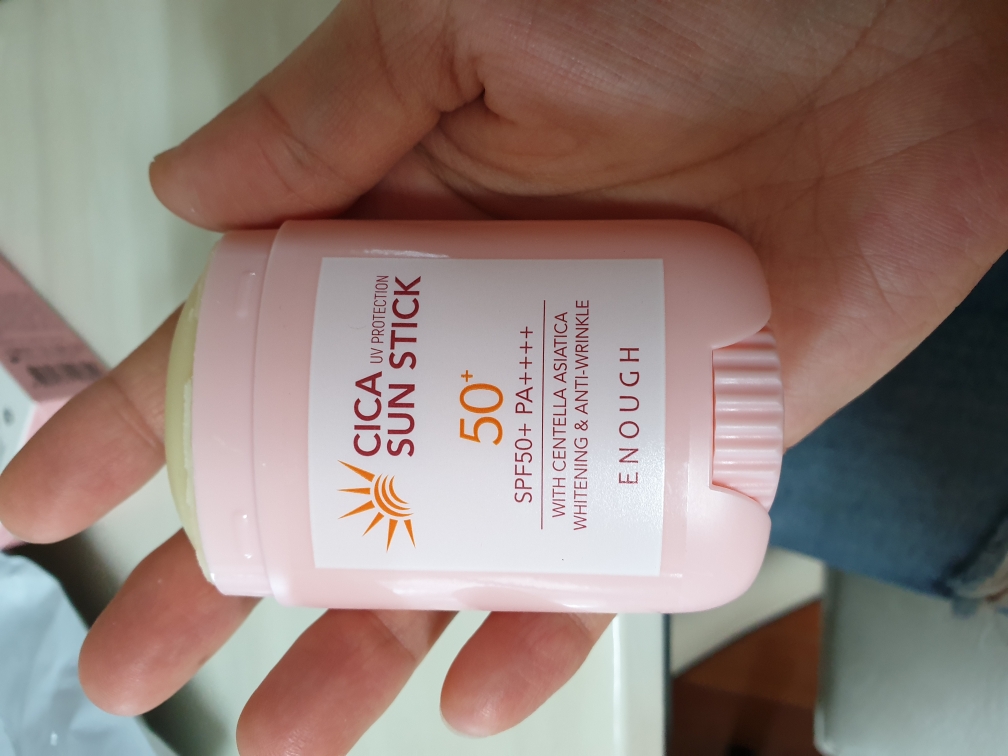 CICA UV PROTECTION
SUN STICK
50+
SPF50+ PA++++
WITH CENTELLA ASIATICA
WHITENING & ANTI-WRINKLE
ENOUGH